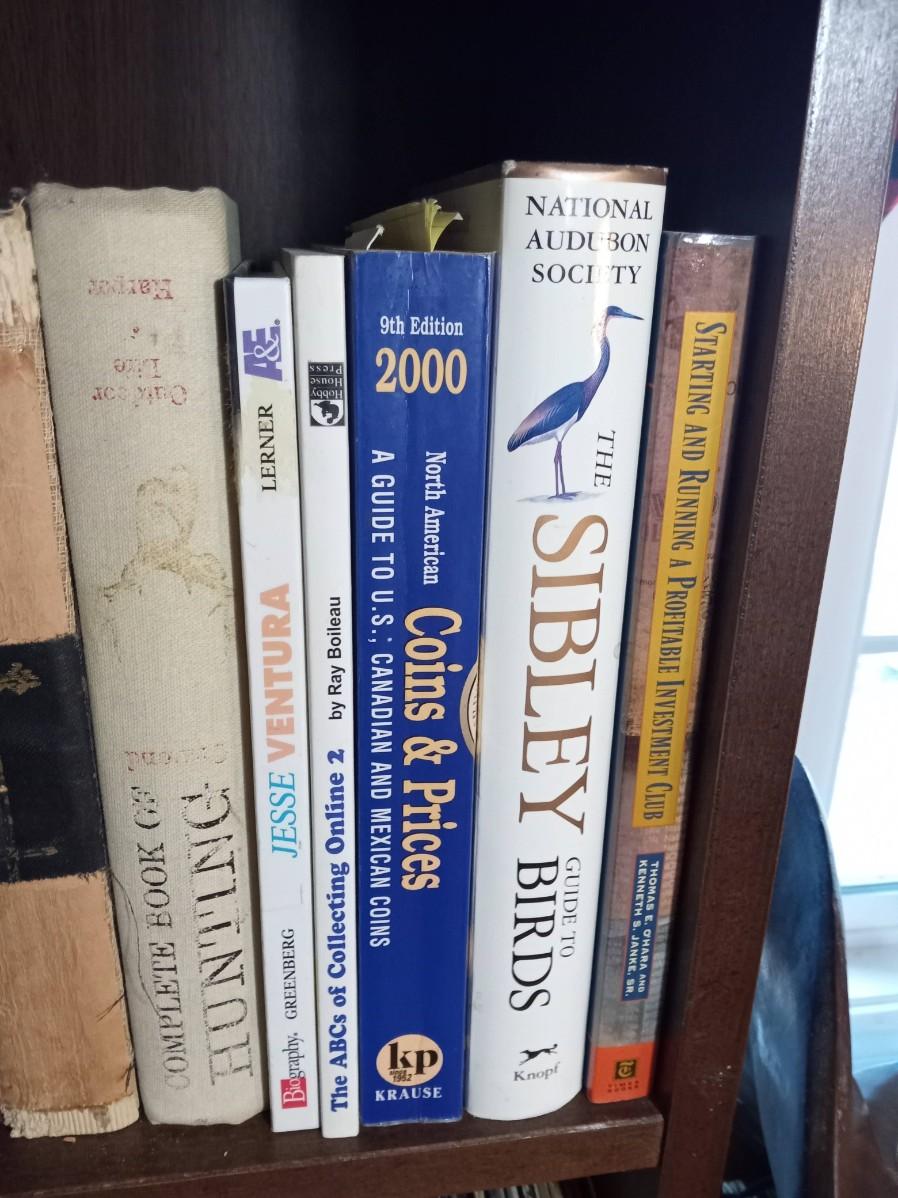 Harper
Outdoor
Life
COMPLETE BOOK OF
HUNTING
A&E®
LERNER
JESSE VENTURA
GREENBERG
Biography®
Hobby
House
Press
The ABCs of Collecting Online 2
by Ray Boileau
9th Edition
2000
North American
Coins & Prices
A GUIDE TO U.S., CANADIAN AND MEXICAN COINS
kp
since
1952
KRAUSE
NATIONAL
AUDUBON
SOCIETY
THE
SIBLEY
GUIDE TO
BIRDS
Knopf
STARTING AND RUNNING A PROFITABLE INVESTMENT CLUB
THOMAS E. O'HARA AND
KENNETH S. JANKE, SR.
T
TIMES
BOOKS